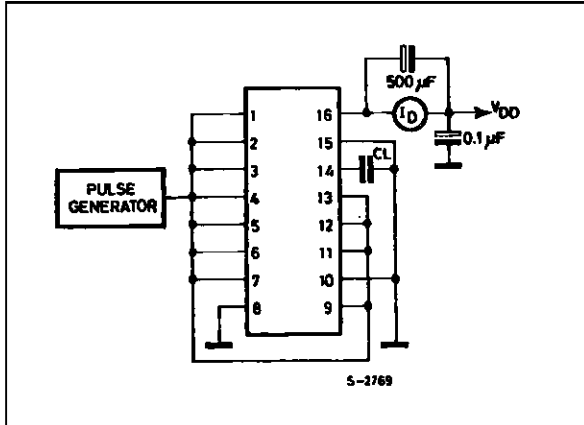 500 µF
VDD
ID
0.1 µF
CL
PULSE
GENERATOR
1 16
2 15
3 14
4 13
5 12
6 11
7 10
8 9
S-2769